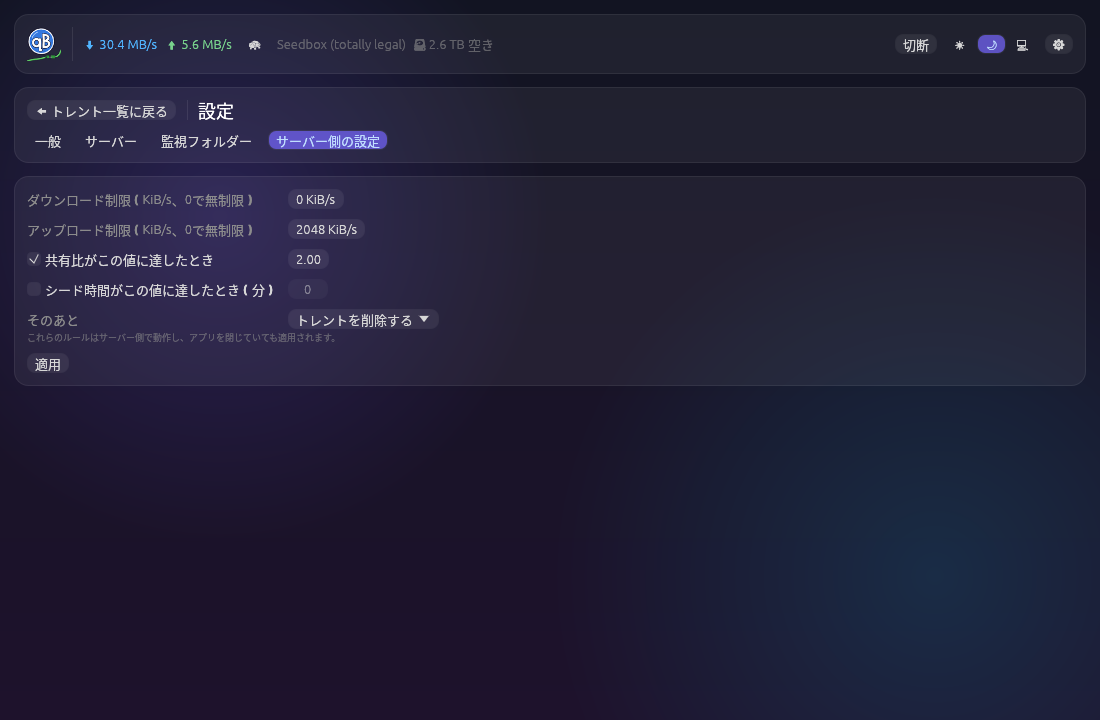 qB 30.4 MB/s 5.6 MB/s Seedbox (totally legal) 2.6 TB 空き 切断
トレント一覧に戻る 設定
一般 サーバー 監視フォルダー サーバー側の設定
ダウンロード制限 ( KiB/s、0で無制限 ) 0 KiB/s
アップロード制限 ( KiB/s、0で無制限 ) 2048 KiB/s
共有比がこの値に達したとき 2.00
シード時間がこの値に達したとき ( 分 ) 0
そのあと トレントを削除する
これらのルールはサーバー側で動作し、アプリを閉じていても適用されます。
適用